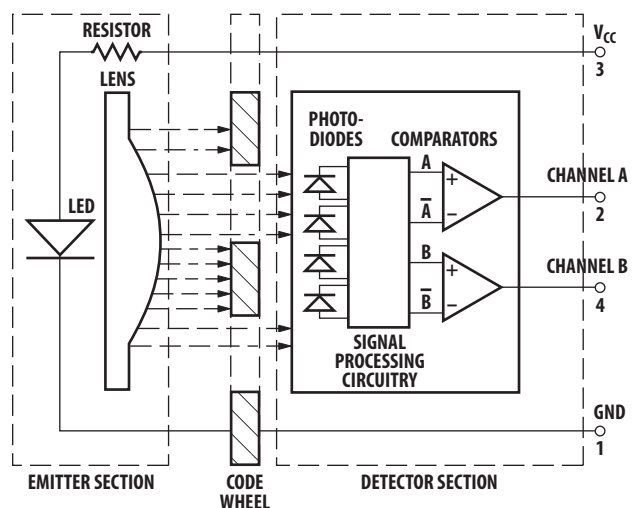 RESISTOR
LENS
LED
VCC
3
PHOTO-
DIODES
COMPARATORS
A
+
A̅
−
CHANNEL A
2
B
+
B̅
−
CHANNEL B
4
SIGNAL
PROCESSING
CIRCUITRY
GND
1
EMITTER SECTION
CODE
WHEEL
DETECTOR SECTION